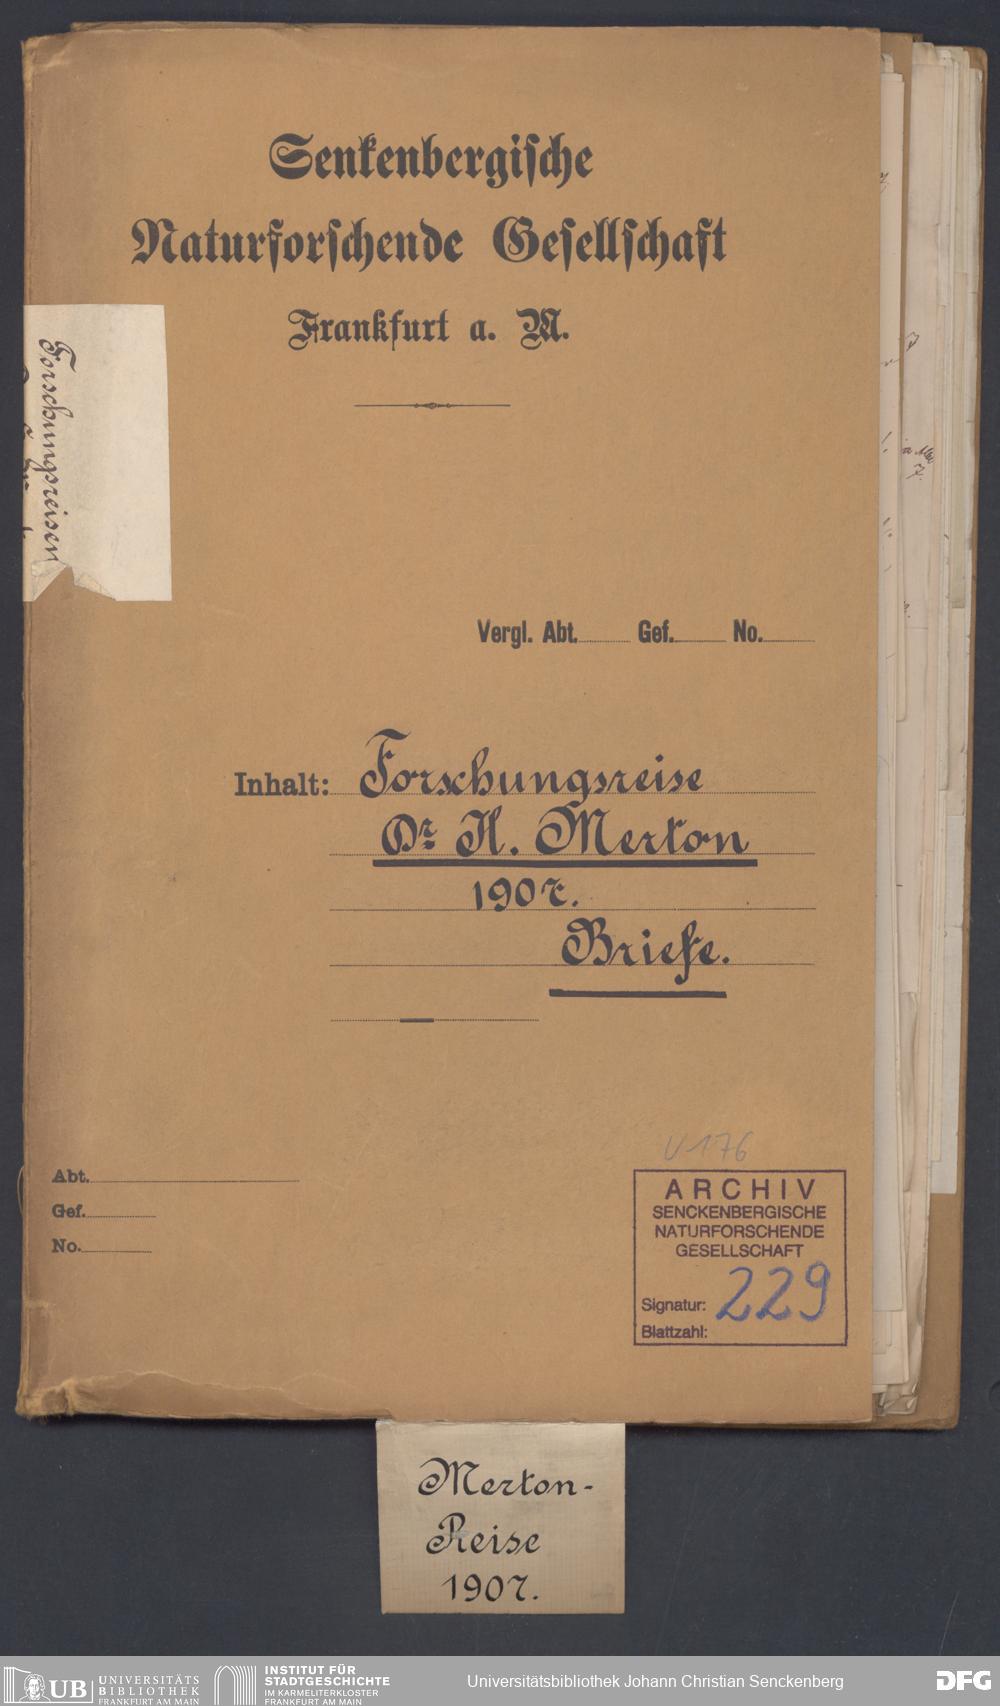 Senkenbergische
Naturforschende Gesellschaft
Frankfurt a. M.
Forschungsreisen
Vergl. Abt. Gef. No.
Inhalt: Forschungsreise
Dr. H. Merton
1907.
Briefe.
Abt.
Gef.
No.
V 176
ARCHIV
SENCKENBERGISCHE
NATURFORSCHENDE
GESELLSCHAFT
Signatur: 229
Blattzahl:
Merton-
Reise
1907.
UB UNIVERSITÄTS
BIBLIOTHEK
FRANKFURT AM MAIN
INSTITUT FÜR
STADTGESCHICHTE
IM KARMELITERKLOSTER
FRANKFURT AM MAIN
Universitätsbibliothek Johann Christian Senckenberg
DFG